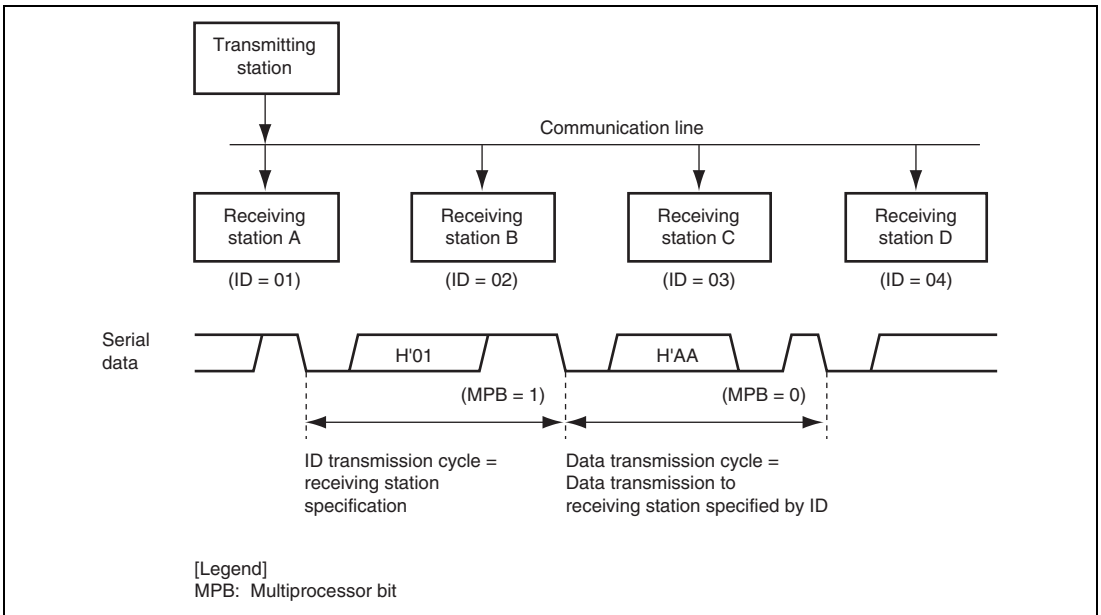 Transmitting
station
Communication line
Receiving
station A
Receiving
station B
Receiving
station C
Receiving
station D
(ID = 01)
(ID = 02)
(ID = 03)
(ID = 04)
Serial
data
H'01
H'AA
(MPB = 1)
(MPB = 0)
ID transmission cycle =
receiving station
specification
Data transmission cycle =
Data transmission to
receiving station specified by ID
[Legend]
MPB: Multiprocessor bit